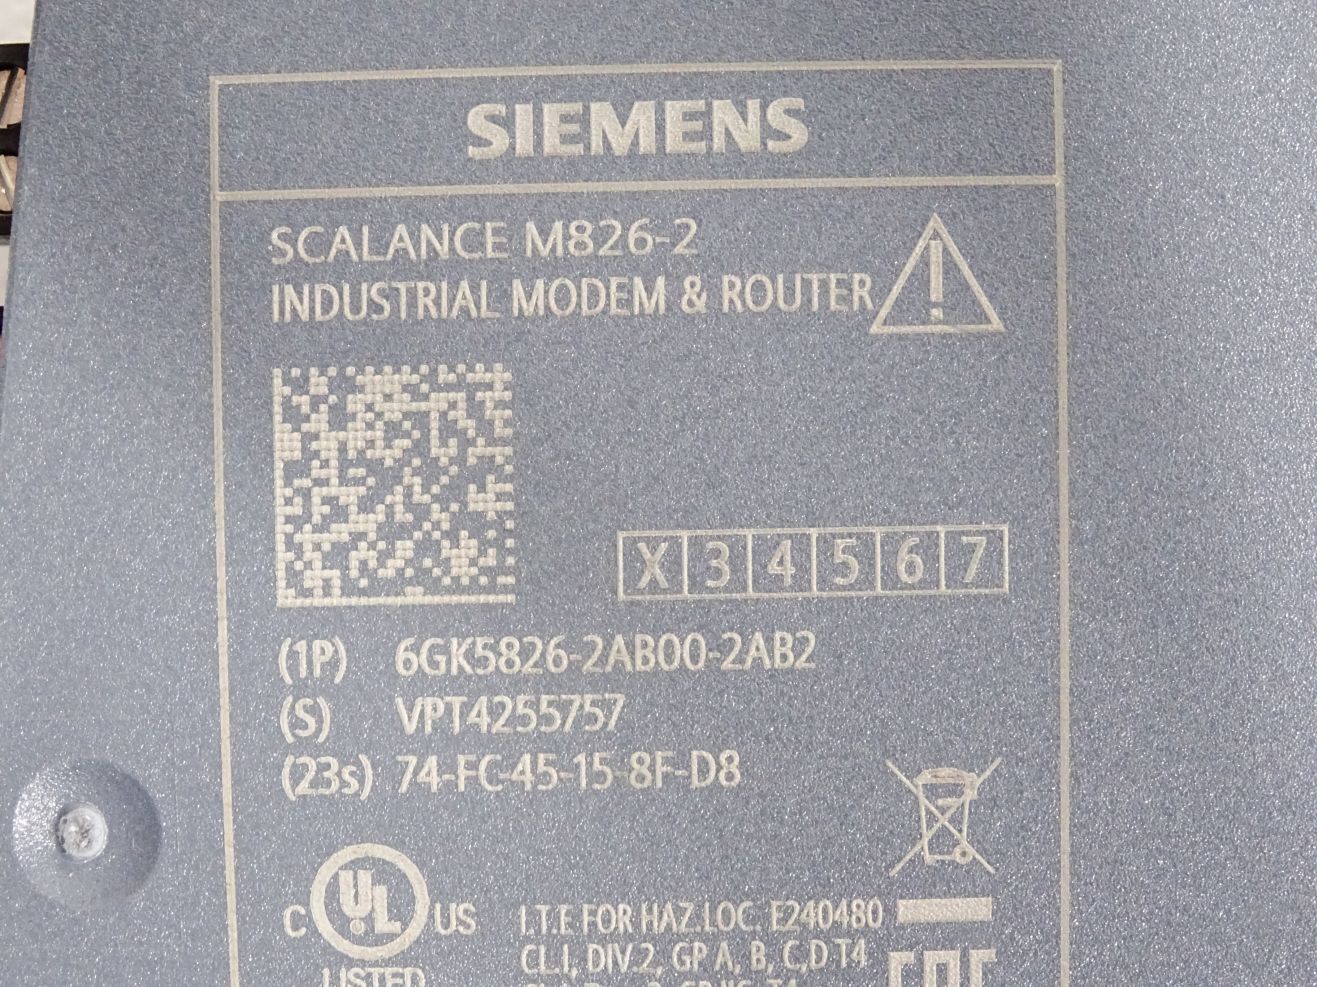 SIEMENS
SCALANCE M826-2
INDUSTRIAL MODEM & ROUTER
X 3 4 5 6 7
(1P) 6GK5826-2AB00-2AB2
(S) VPT4255757
(23s) 74-FC-45-15-8F-D8
C UL US
LISTED
I.T.E FOR HAZ.LOC. E240480
CL.I, DIV.2, GP A, B, C,D T4